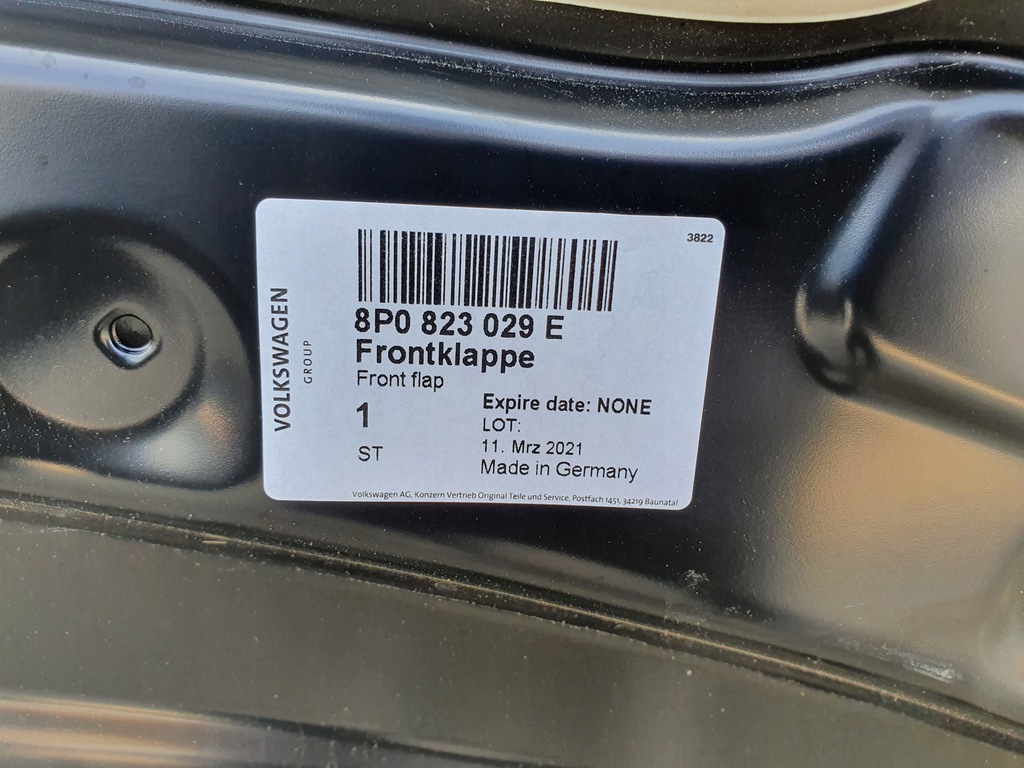 3822
8P0 823 029 E
Frontklappe
Front flap
1
ST
Expire date: NONE
LOT:
11. Mrz 2021
Made in Germany
VOLKSWAGEN
GROUP
Volkswagen AG, Konzern Vertrieb Original Teile und Service, Postfach 1451, 34219 Baunatal